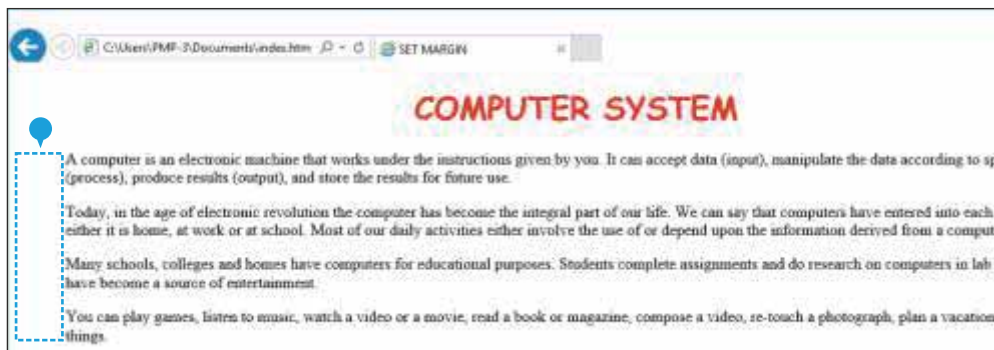 C:\Users\PMP-3\Documents\index.htm SET MARGIN
COMPUTER SYSTEM
A computer is an electronic machine that works under the instructions given by you. It can accept data (input), manipulate the data according to sp
(process), produce results (output), and store the results for future use.
Today, in the age of electronic revolution the computer has become the integral part of our life. We can say that computers have entered into each
either it is home, at work or at school. Most of our daily activities either involve the use of or depend upon the information derived from a comput
Many schools, colleges and homes have computers for educational purposes. Students complete assignments and do research on computers in lab
have become a source of entertainment.
You can play games, listen to music, watch a video or a movie, read a book or magazine, compose a video, re-touch a photograph, plan a vacation
things.